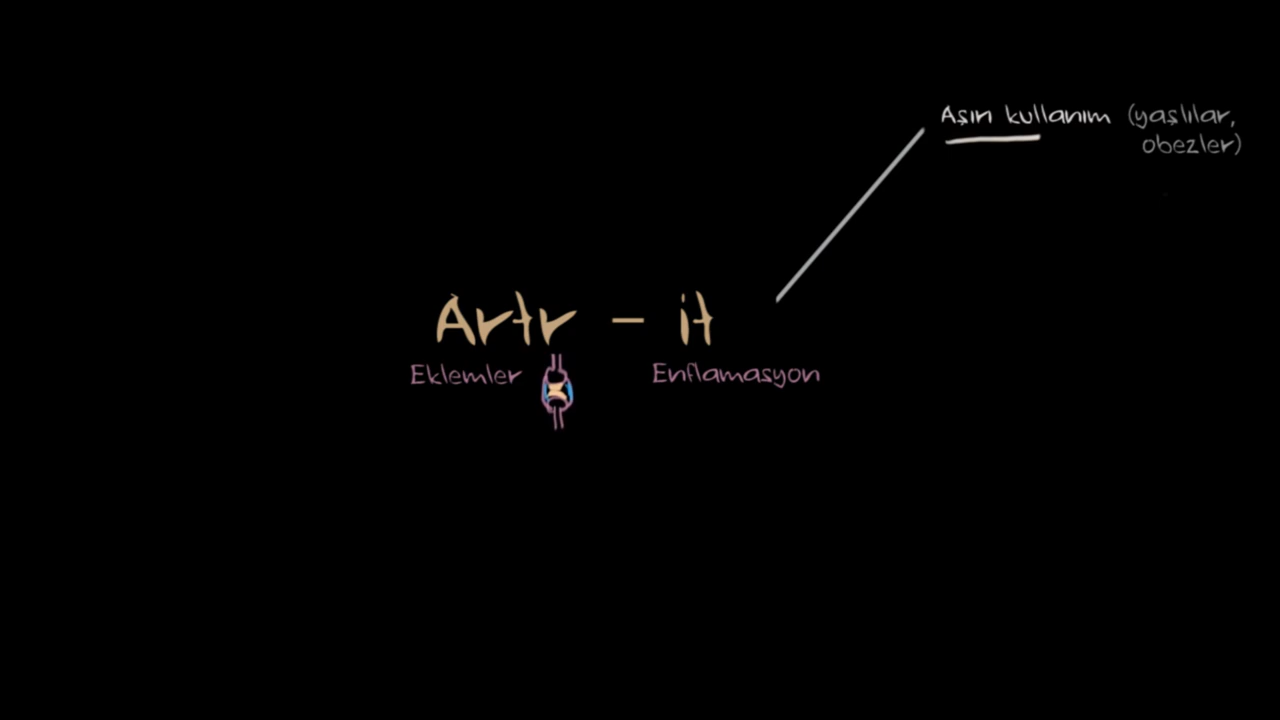 Aşırı kullanım (yaşlılar,
obezler)
Artr - it
Eklemler Enflamasyon